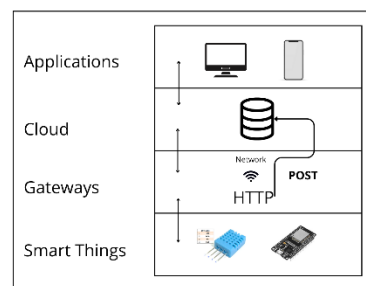 Applications
Cloud
Network
POST
Gateways
HTTP
Smart Things